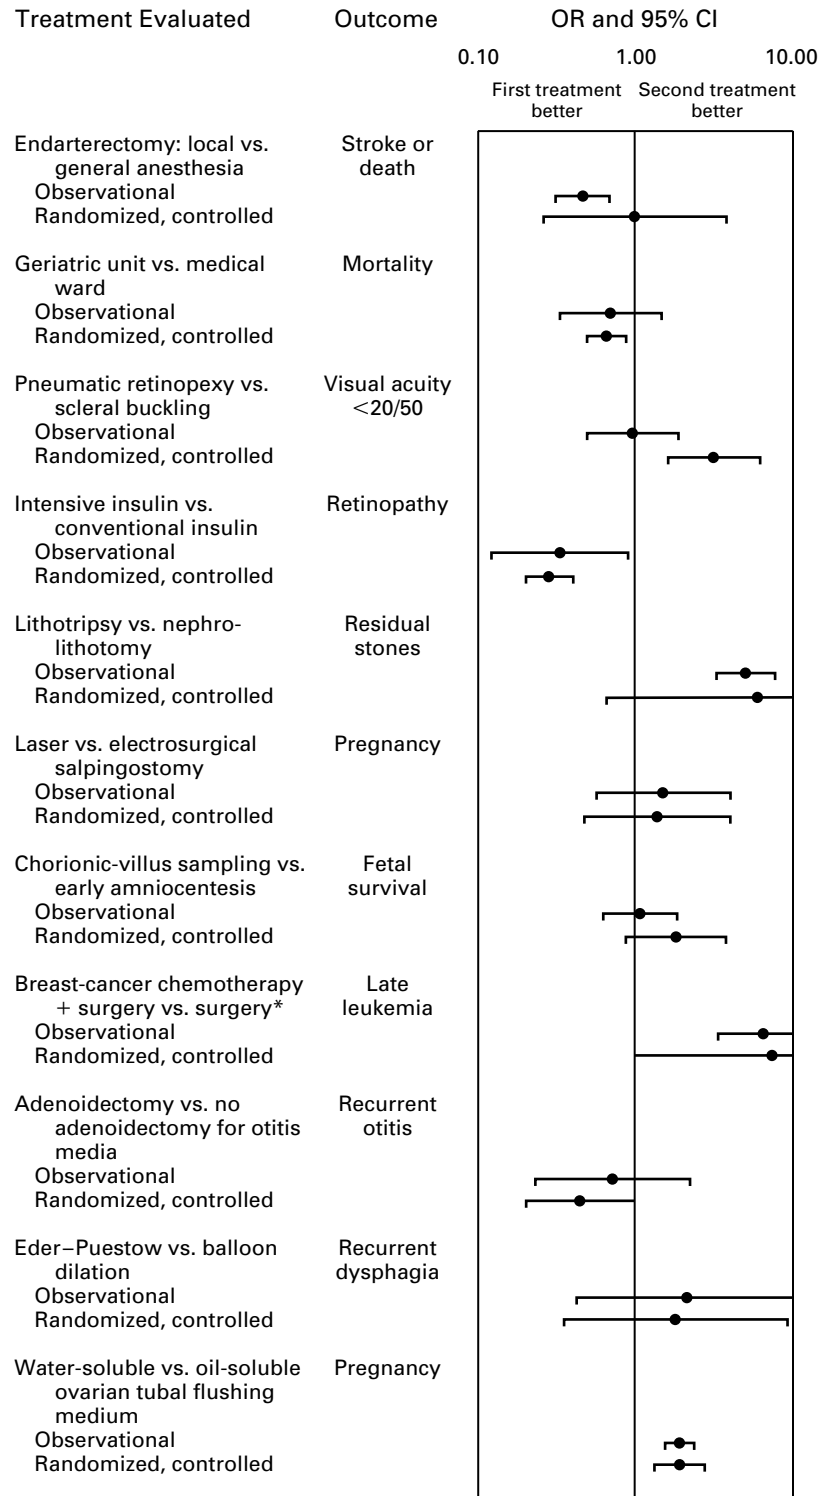 Treatment Evaluated Outcome OR and 95% CI
0.10 1.00 10.00
First treatment better Second treatment better
Endarterectomy: local vs. Stroke or
general anesthesia death
Observational
Randomized, controlled
Geriatric unit vs. medical Mortality
ward
Observational
Randomized, controlled
Pneumatic retinopexy vs. Visual acuity
scleral buckling <20/50
Observational
Randomized, controlled
Intensive insulin vs. Retinopathy
conventional insulin
Observational
Randomized, controlled
Lithotripsy vs. nephro- Residual
lithotomy stones
Observational
Randomized, controlled
Laser vs. electrosurgical Pregnancy
salpingostomy
Observational
Randomized, controlled
Chorionic-villus sampling vs. Fetal
early amniocentesis survival
Observational
Randomized, controlled
Breast-cancer chemotherapy Late
+ surgery vs. surgery* leukemia
Observational
Randomized, controlled
Adenoidectomy vs. no Recurrent
adenoidectomy for otitis otitis
media
Observational
Randomized, controlled
Eder–Puestow vs. balloon Recurrent
dilation dysphagia
Observational
Randomized, controlled
Water-soluble vs. oil-soluble Pregnancy
ovarian tubal flushing
medium
Observational
Randomized, controlled